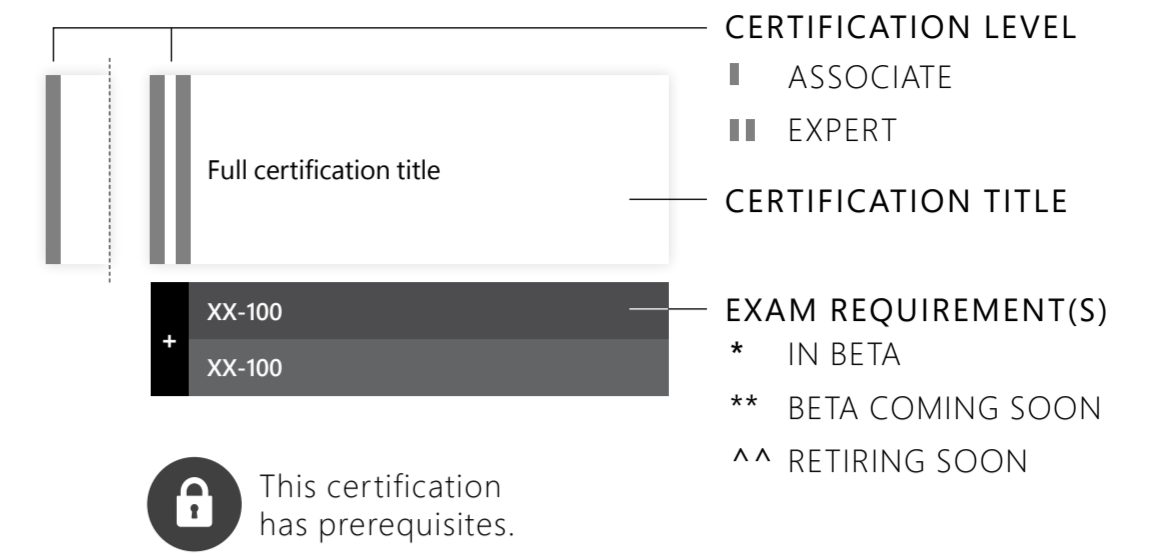 CERTIFICATION LEVEL
ASSOCIATE
EXPERT
Full certification title
CERTIFICATION TITLE
XX-100
+
XX-100
EXAM REQUIREMENT(S)
* IN BETA
** BETA COMING SOON
^^ RETIRING SOON
This certification
has prerequisites.